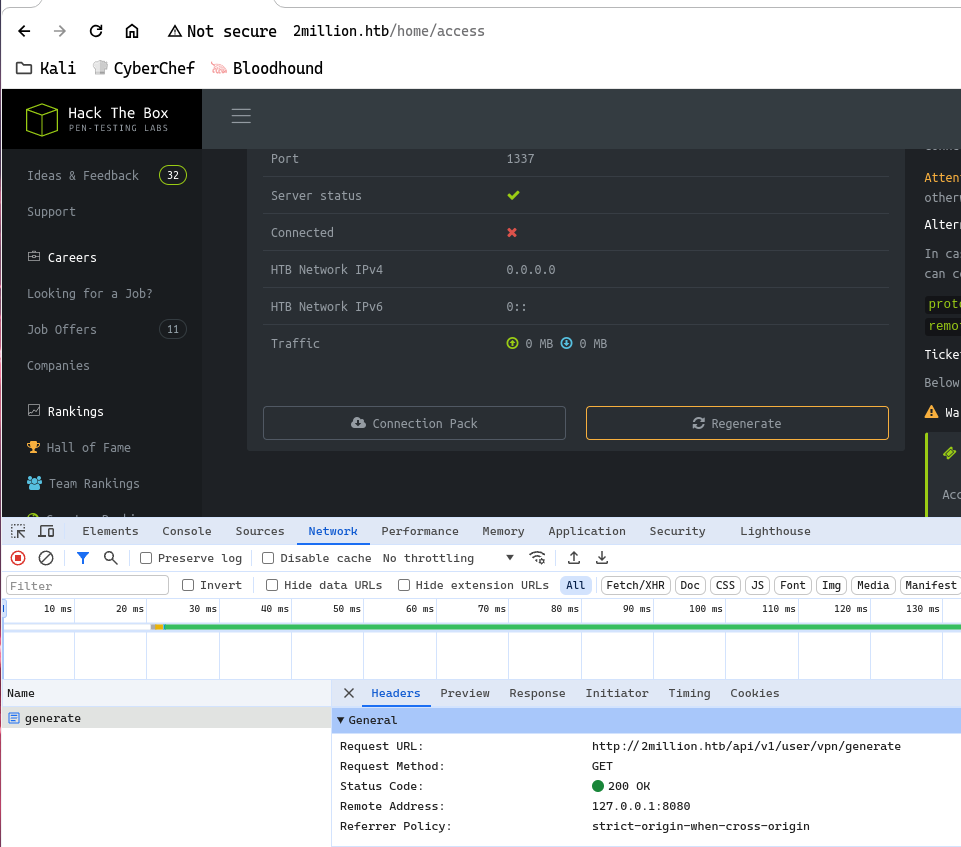 Not secure 2million.htb/home/access
Kali CyberChef Bloodhound
Hack The Box
PEN-TESTING LABS
Ideas & Feedback 32
Support
Careers
Looking for a Job?
Job Offers 11
Companies
Rankings
Hall of Fame
Team Rankings
Port 1337
Server status
Connected
HTB Network IPv4 0.0.0.0
HTB Network IPv6 0::
Traffic 0 MB 0 MB
Connection Pack Regenerate
Atten
otherw
Alter
In ca
can c
prot
remo
Ticke
Below
Wa
Acc
Elements Console Sources Network Performance Memory Application Security Lighthouse
Preserve log Disable cache No throttling
Filter Invert Hide data URLs Hide extension URLs All Fetch/XHR Doc CSS JS Font Img Media Manifest
10 ms 20 ms 30 ms 40 ms 50 ms 60 ms 70 ms 80 ms 90 ms 100 ms 110 ms 120 ms 130 ms
Name
generate
Headers Preview Response Initiator Timing Cookies
General
Request URL: http://2million.htb/api/v1/user/vpn/generate
Request Method: GET
Status Code: 200 OK
Remote Address: 127.0.0.1:8080
Referrer Policy: strict-origin-when-cross-origin